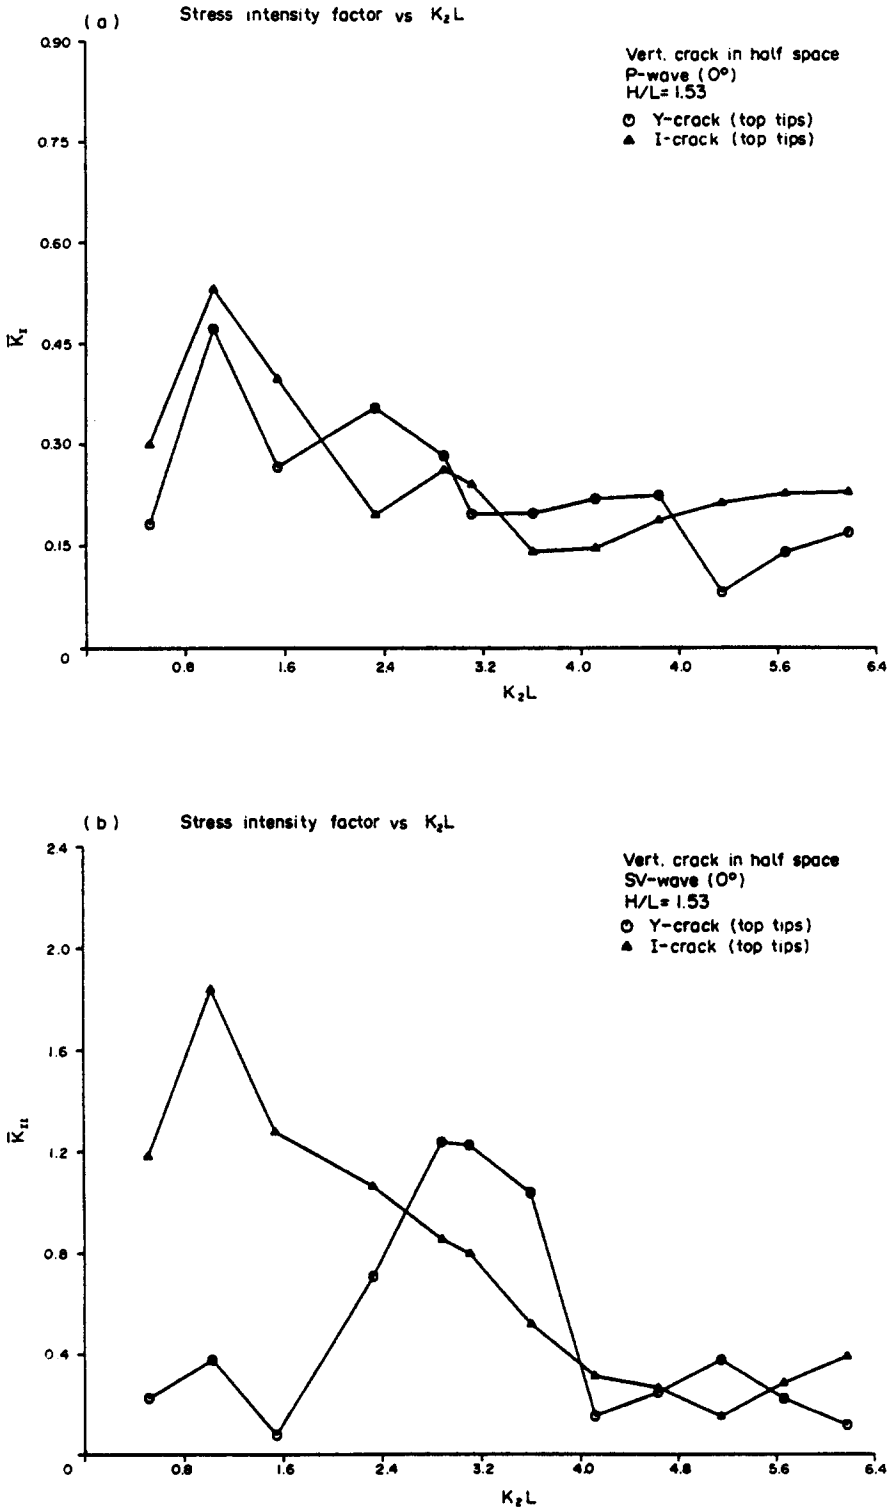 (a) Stress intensity factor vs K₂L
0.90
Vert. crack in half space
P-wave (0°)
H/L= 1.53
Y-crack (top tips)
I-crack (top tips)
0.75
0.60
K̅I
0.45
0.30
0.15
0
0.8 1.6 2.4 3.2 4.0 4.0 5.6 6.4
K₂L
(b) Stress intensity factor vs K₂L
2.4
Vert. crack in half space
SV-wave (0°)
H/L= 1.53
Y-crack (top tips)
I-crack (top tips)
2.0
1.6
K̅II
1.2
0.8
0.4
0 0.8 1.6 2.4 3.2 4.0 4.8 5.6 6.4
K₂L